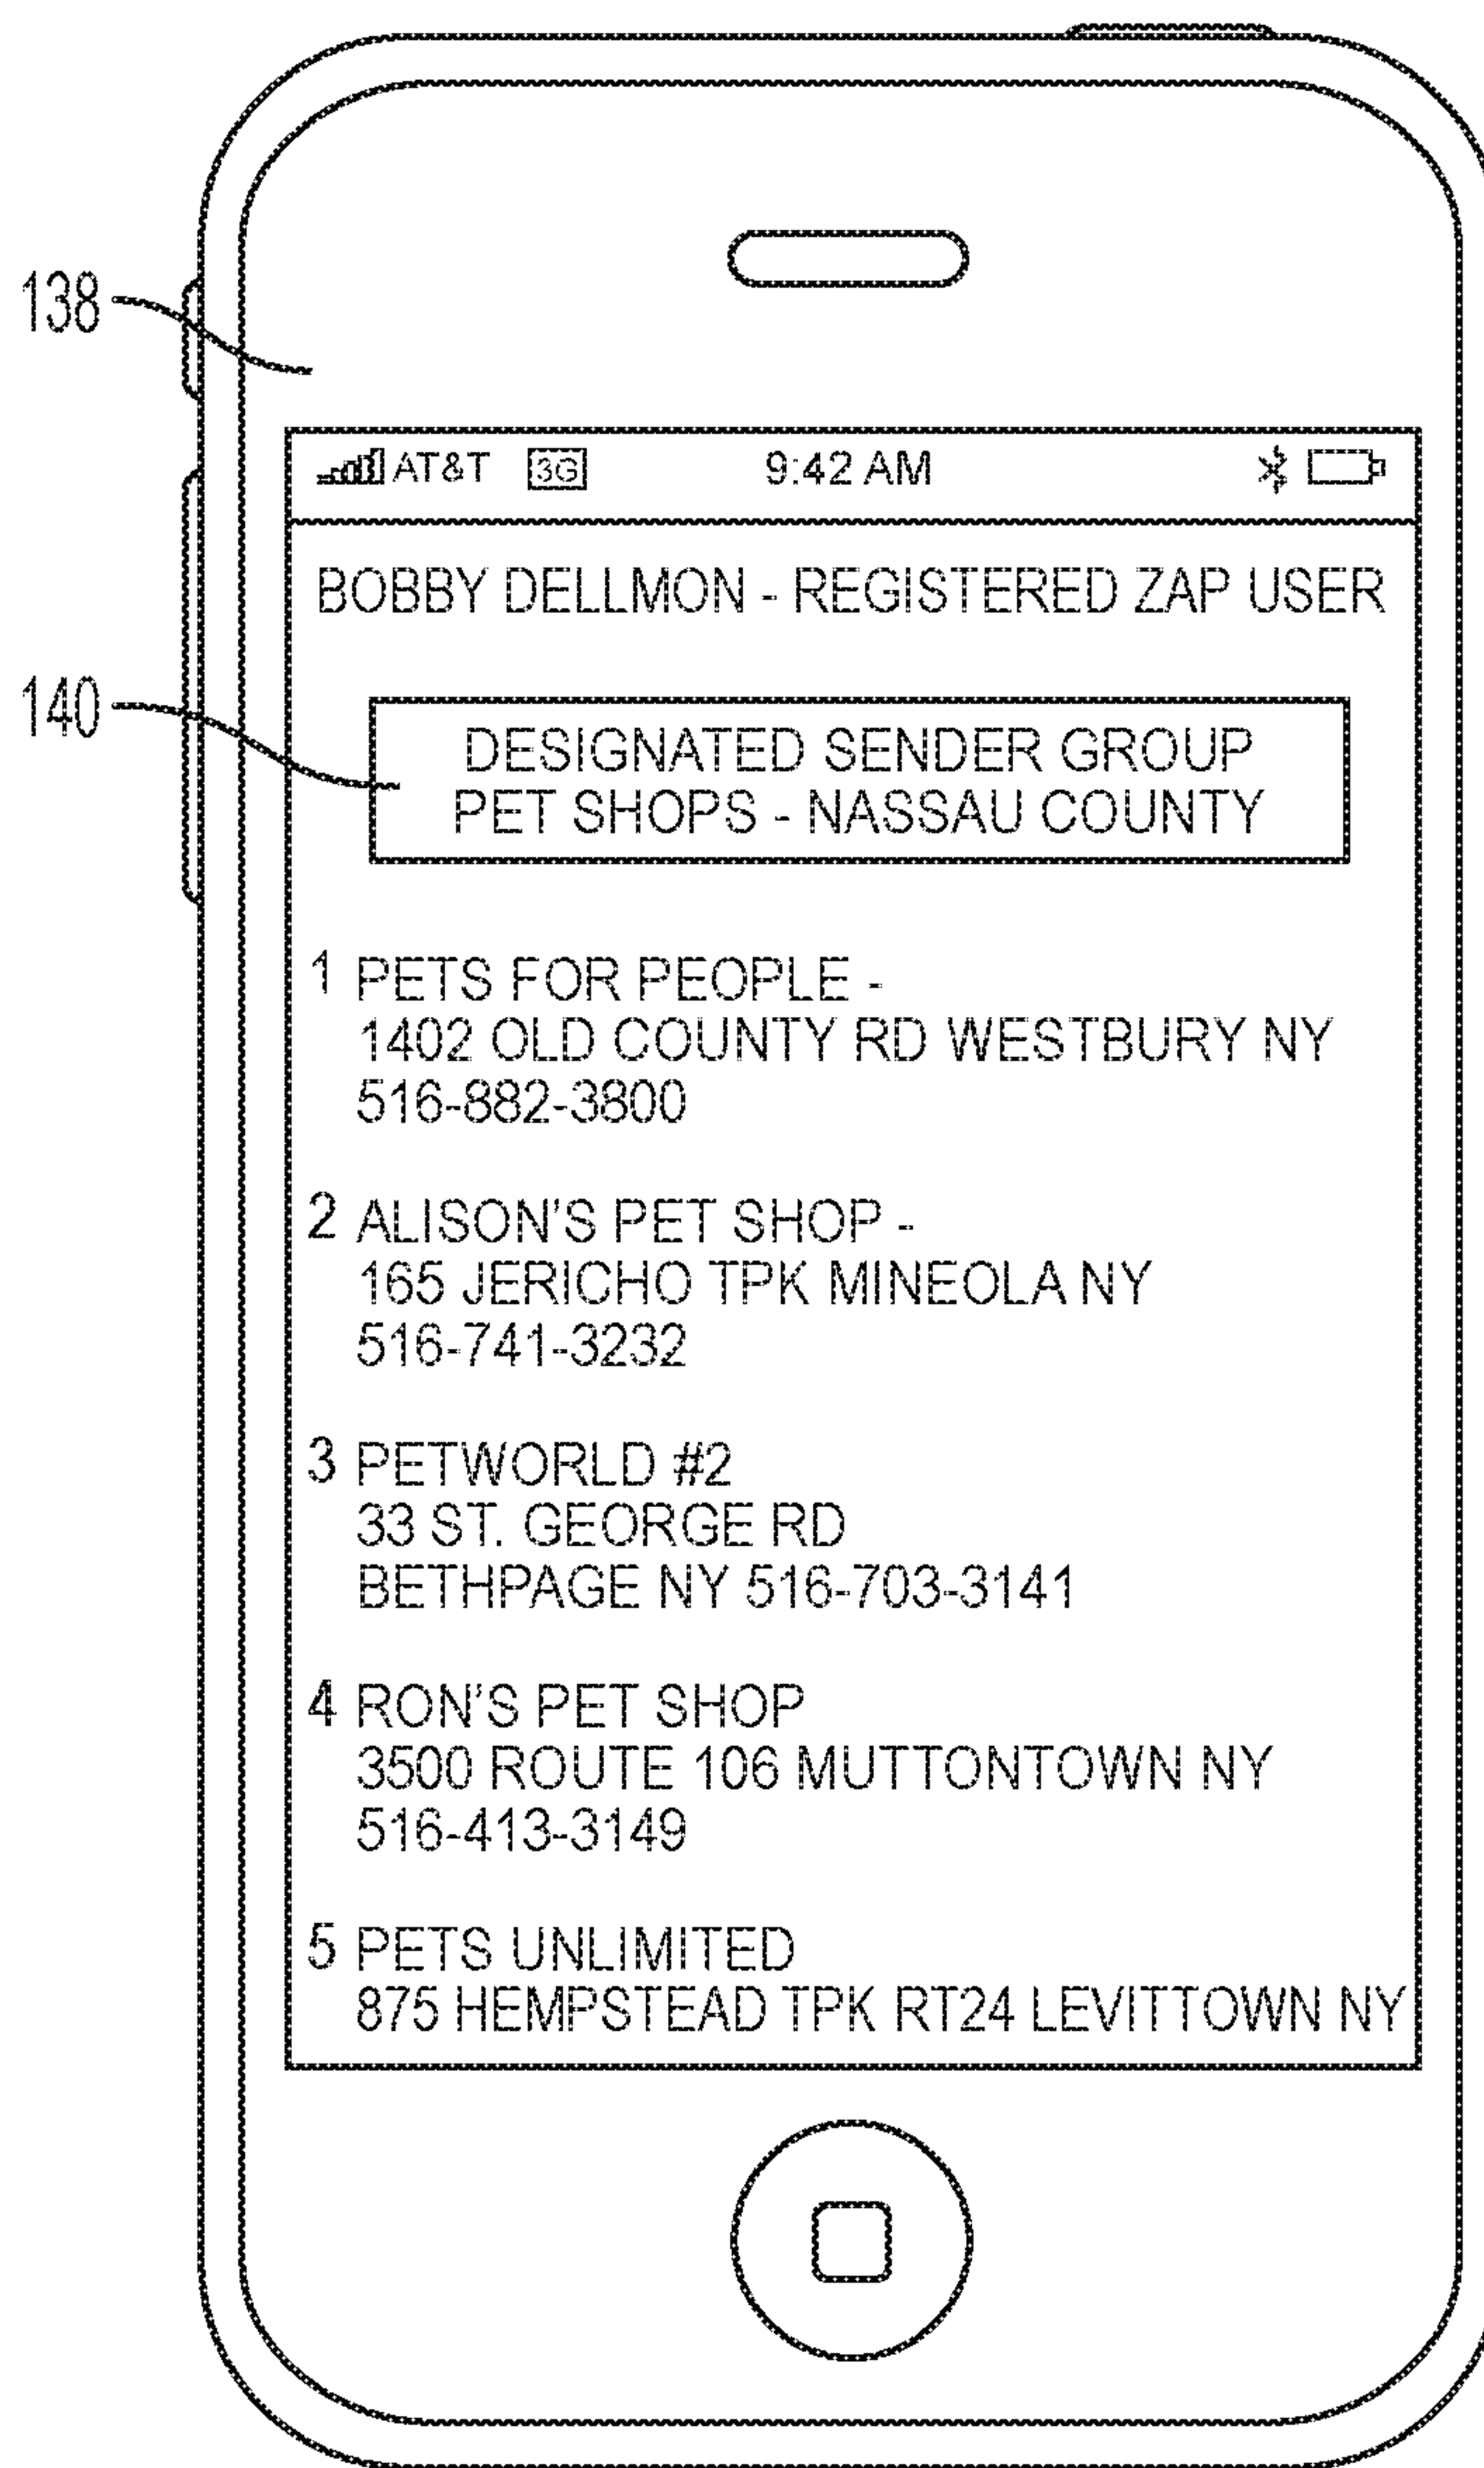 138
AT&T 3G 9:42 AM
BOBBY DELLMON - REGISTERED ZAP USER
140
DESIGNATED SENDER GROUP
PET SHOPS - NASSAU COUNTY
1 PETS FOR PEOPLE -
1402 OLD COUNTY RD WESTBURY NY
516-882-3800
2 ALISON'S PET SHOP -
165 JERICHO TPK MINEOLA NY
516-741-3232
3 PETWORLD #2
33 ST. GEORGE RD
BETHPAGE NY 516-703-3141
4 RON'S PET SHOP
3500 ROUTE 106 MUTTONTOWN NY
516-413-3149
5 PETS UNLIMITED
875 HEMPSTEAD TPK RT24 LEVITTOWN NY